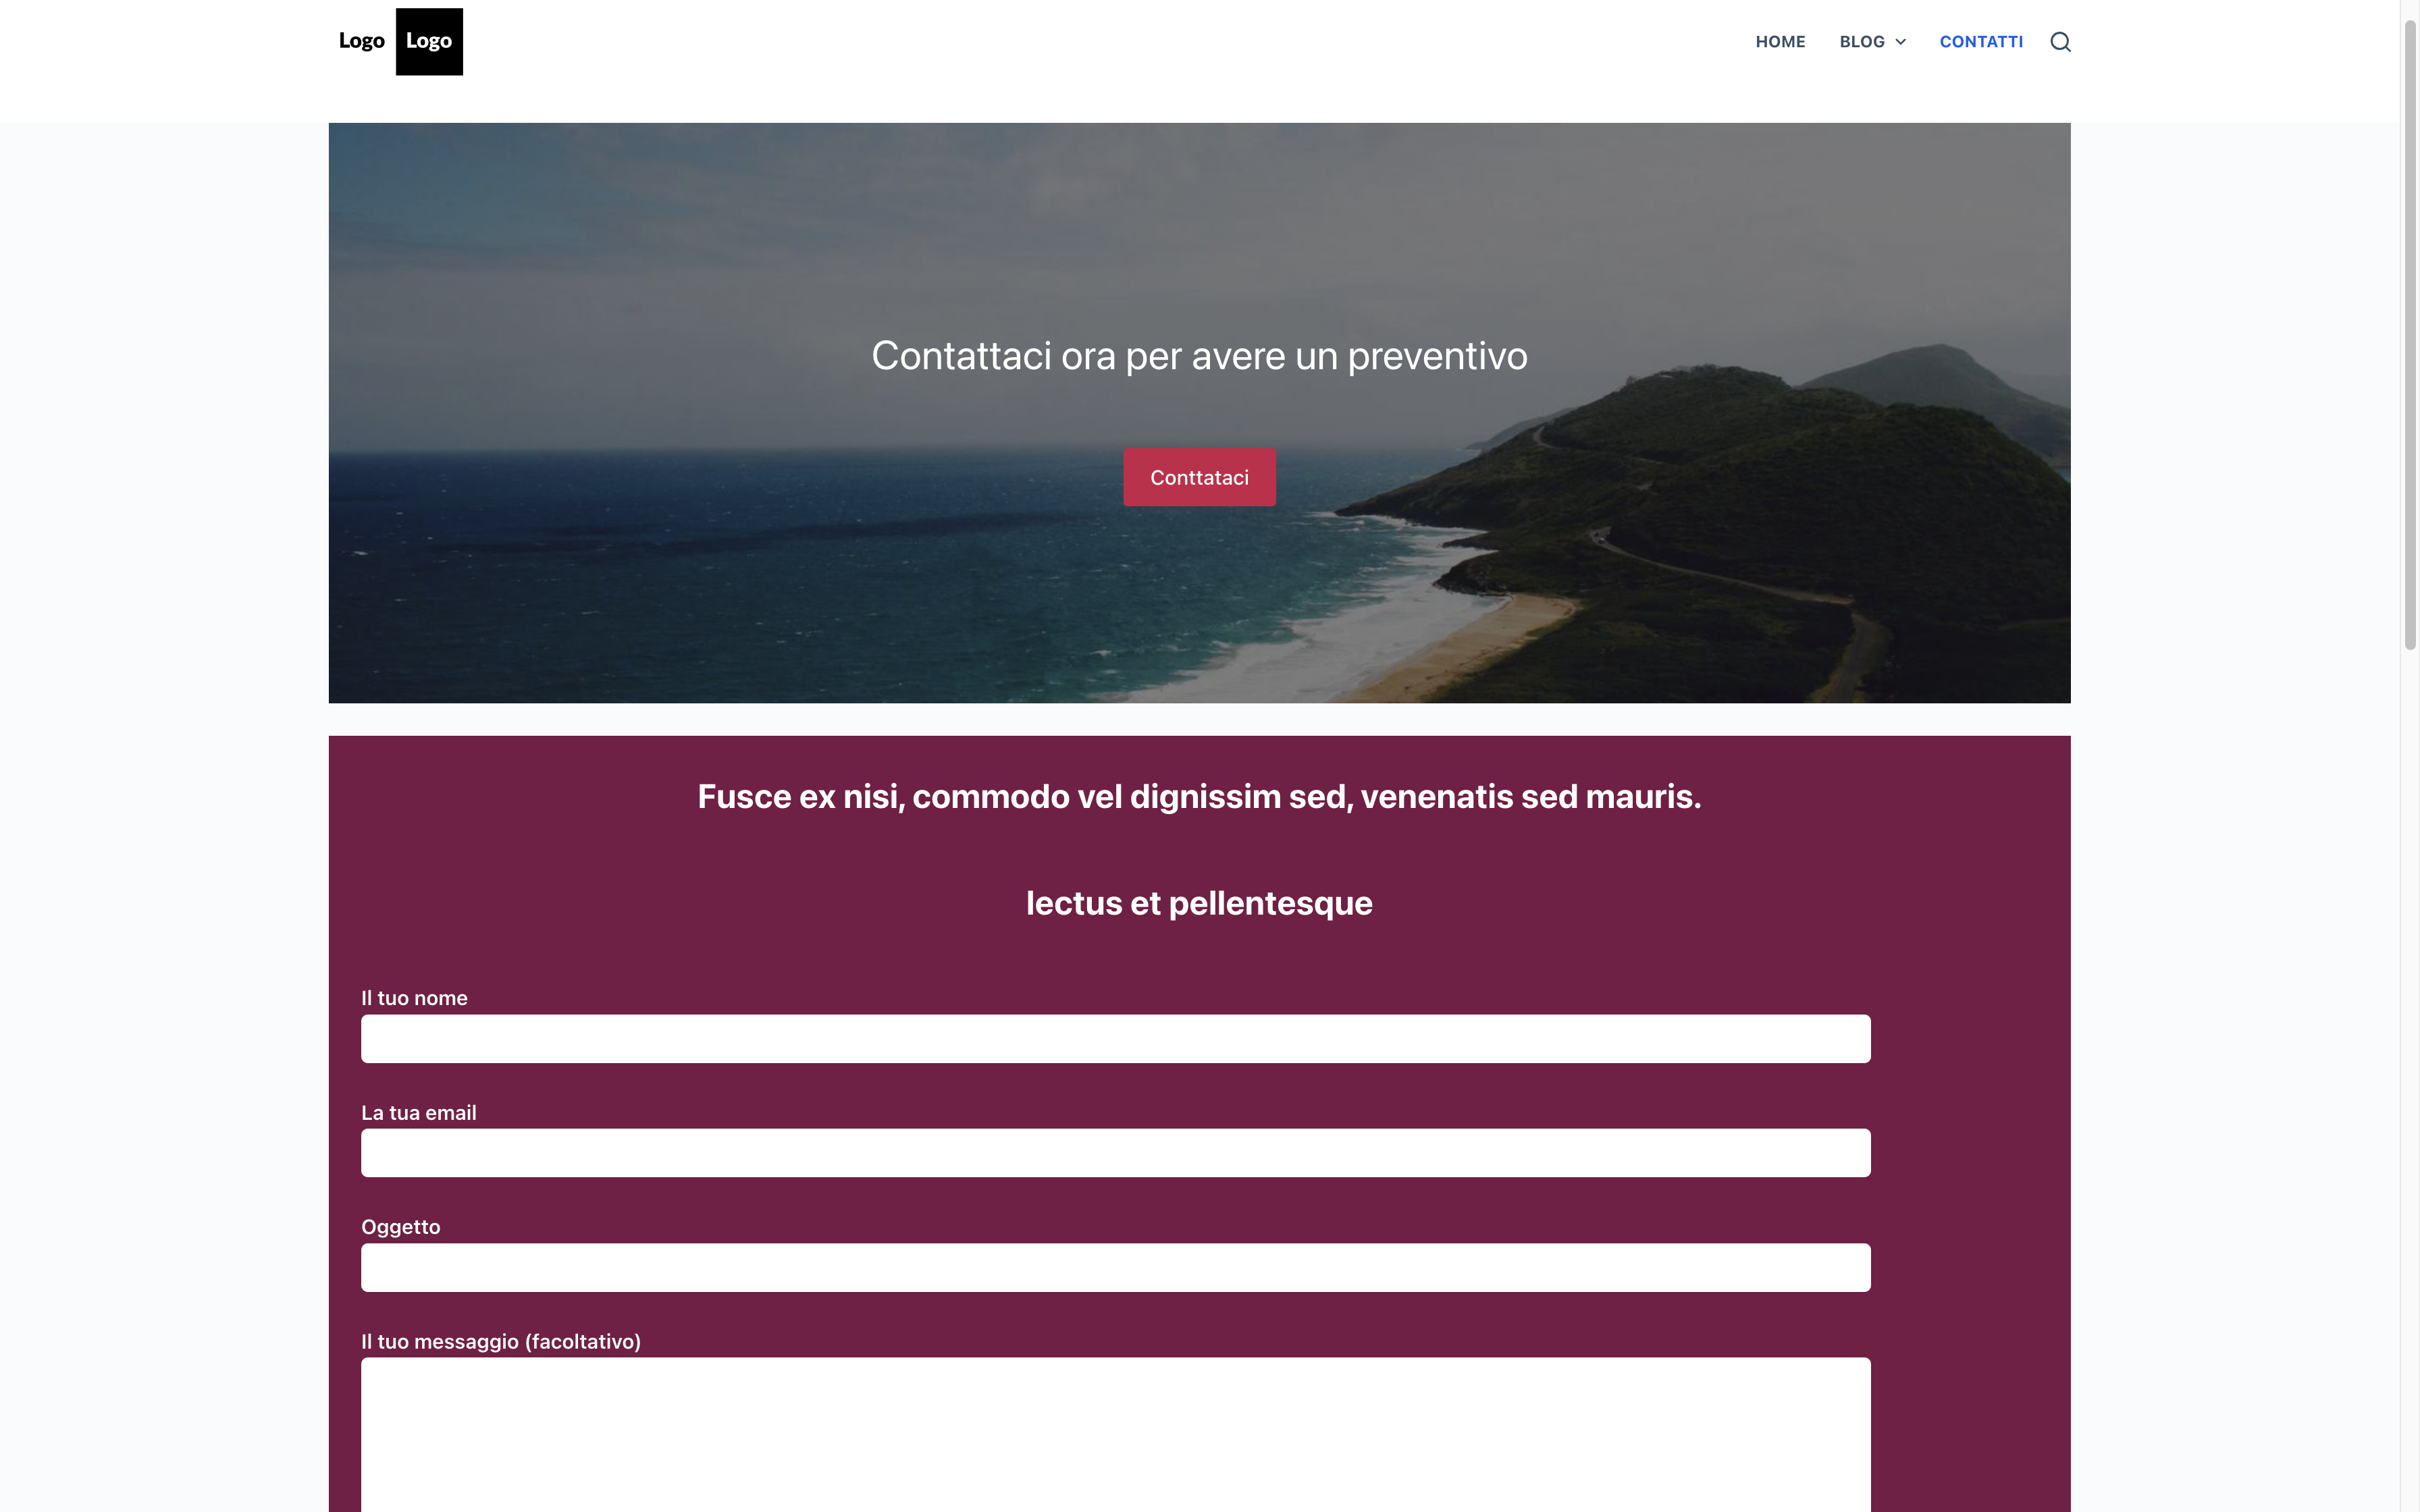 Logo Logo
HOME BLOG CONTATTI
Contattaci ora per avere un preventivo
Conttataci
Fusce ex nisi, commodo vel dignissim sed, venenatis sed mauris.
lectus et pellentesque
Il tuo nome
La tua email
Oggetto
Il tuo messaggio (facoltativo)